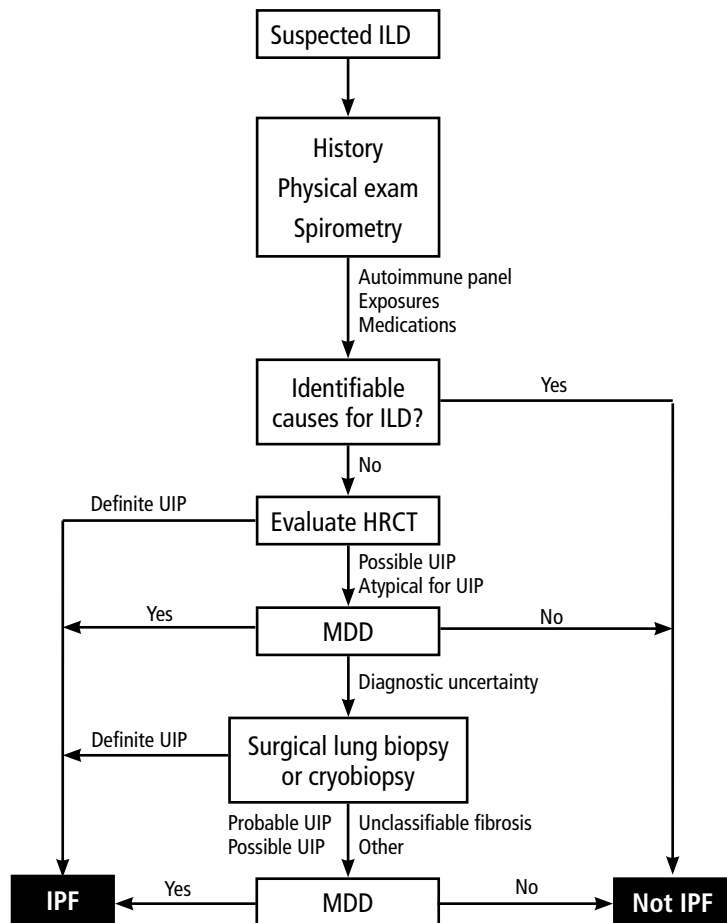 Suspected ILD
History
Physical exam
Spirometry
Autoimmune panel
Exposures
Medications
Identifiable
causes for ILD?
Yes
No
Definite UIP
Evaluate HRCT
Possible UIP
Atypical for UIP
Yes
MDD
No
Diagnostic uncertainty
Definite UIP
Surgical lung biopsy
or cryobiopsy
Probable UIP
Possible UIP
Unclassifiable fibrosis
Other
IPF
Yes
MDD
No
Not IPF